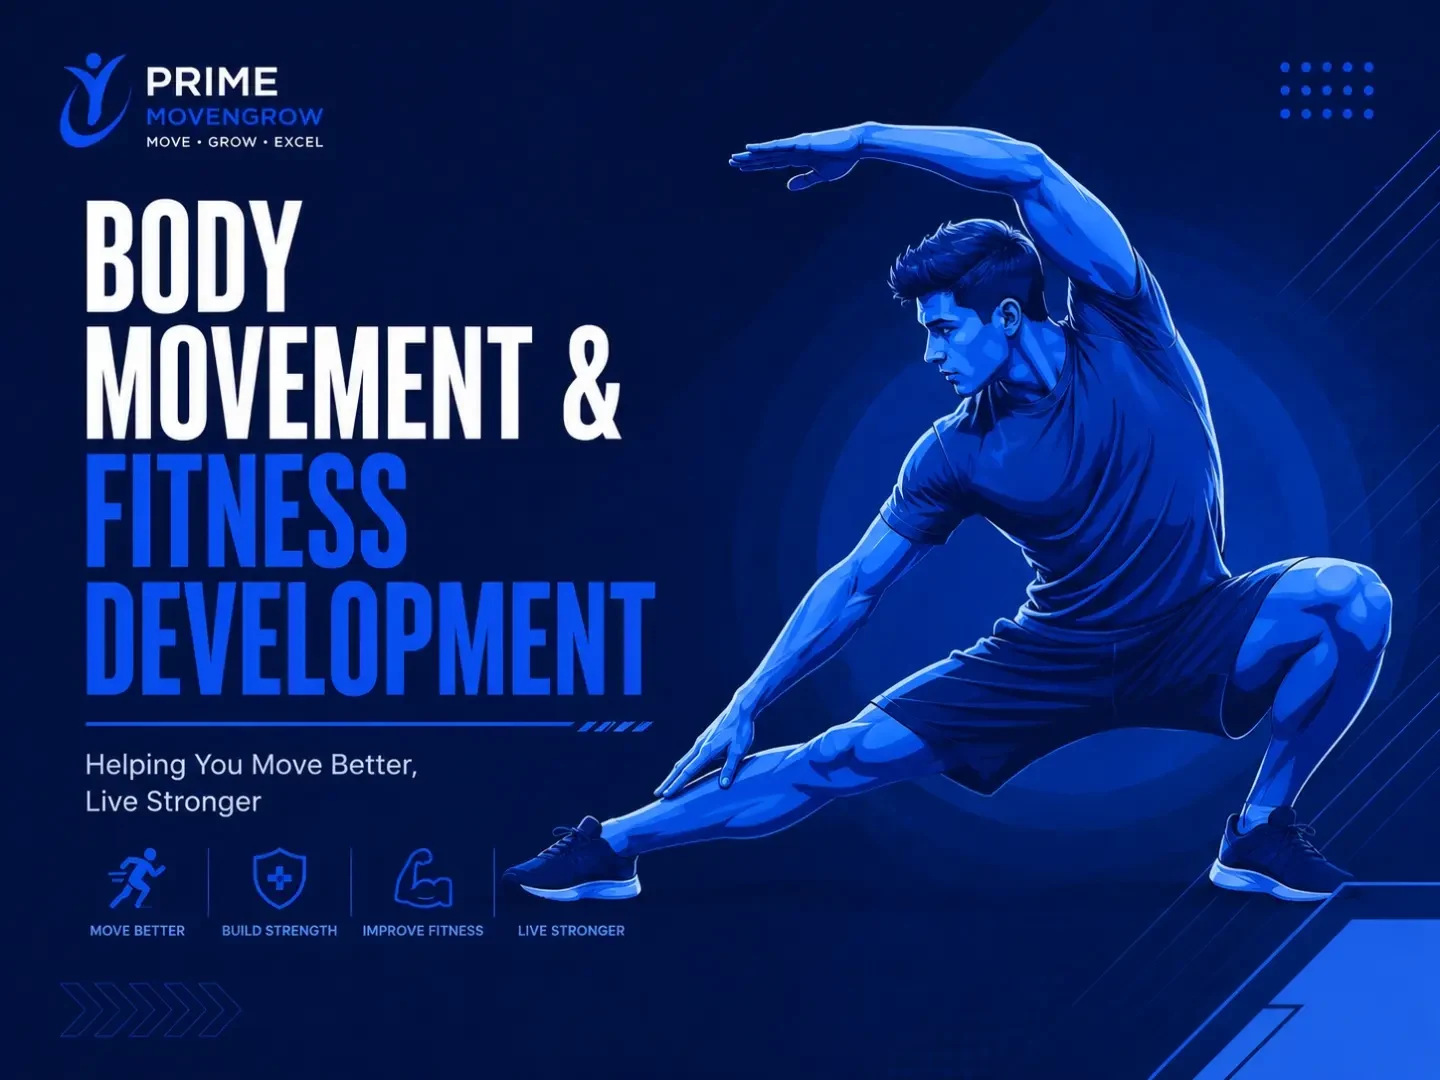 PRIME
MOVENGROW
MOVE • GROW • EXCEL
BODY
MOVEMENT &
FITNESS
DEVELOPMENT
Helping You Move Better,
Live Stronger
MOVE BETTER
BUILD STRENGTH
IMPROVE FITNESS
LIVE STRONGER